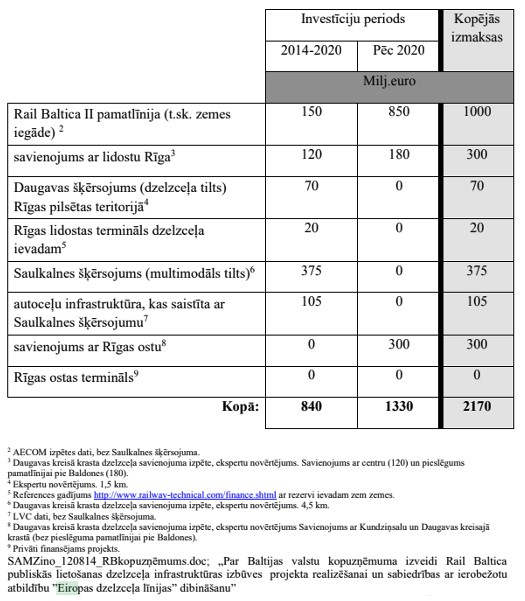 Investīciju periods Kopējās
izmaksas
2014-2020 Pēc 2020
Milj.euro
Rail Baltica II pamatlīnija (t.sk. zemes 150 850 1000
iegāde) 2
savienojums ar lidostu Rīga3 120 180 300
Daugavas šķērsojums (dzelzceļa tilts) 70 0 70
Rīgas pilsētas teritorijā4
Rīgas lidostas termināls dzelzceļa 20 0 20
ievadam5
Saulkalnes šķērsojums (multimodāls tilts)6 375 0 375
autoceļu infrastruktūra, kas saistīta ar 105 0 105
Saulkalnes šķērsojumu7
savienojums ar Rīgas ostu8 0 300 300
Rīgas ostas termināls9 0 0 0
Kopā: 840 1330 2170
2 AECOM izpētes dati, bez Saulkalnes šķērsojuma.
3 Daugavas kreisā krasta dzelzceļa savienojuma izpēte, ekspertu novērtējums. Savienojums ar centru (120) un pieslēgums
pamatlīnijai pie Baldones (180).
4 Ekspertu novērtējums. 1,5 km.
5 References gadījums http://www.railway-technical.com/finance.shtml ar rezervi ievadam zem zemes.
6 Daugavas kreisā krasta dzelzceļa savienojuma izpēte, ekspertu novērtējums. 4,5 km.
7 LVC dati, bez Saulkalnes šķērsojuma.
8 Daugavas kreisā krasta dzelzceļa savienojuma izpēte, ekspertu novērtējums Savienojums ar Kundziņsalu un Daugavas kreisajā
krastā (bez pieslēguma pamatlīnijai pie Baldones).
9 Privāti finansējams projekts.
SAMZino_120814_RBkopuzņēmums.doc; „Par Baltijas valstu kopuzņēmuma izveidi Rail Baltica
publiskās lietošanas dzelzceļa infrastruktūras izbūves projekta realizēšanai un sabiedrības ar ierobežotu
atbildību ”Eiropas dzelzceļa līnijas” dibināšanu”